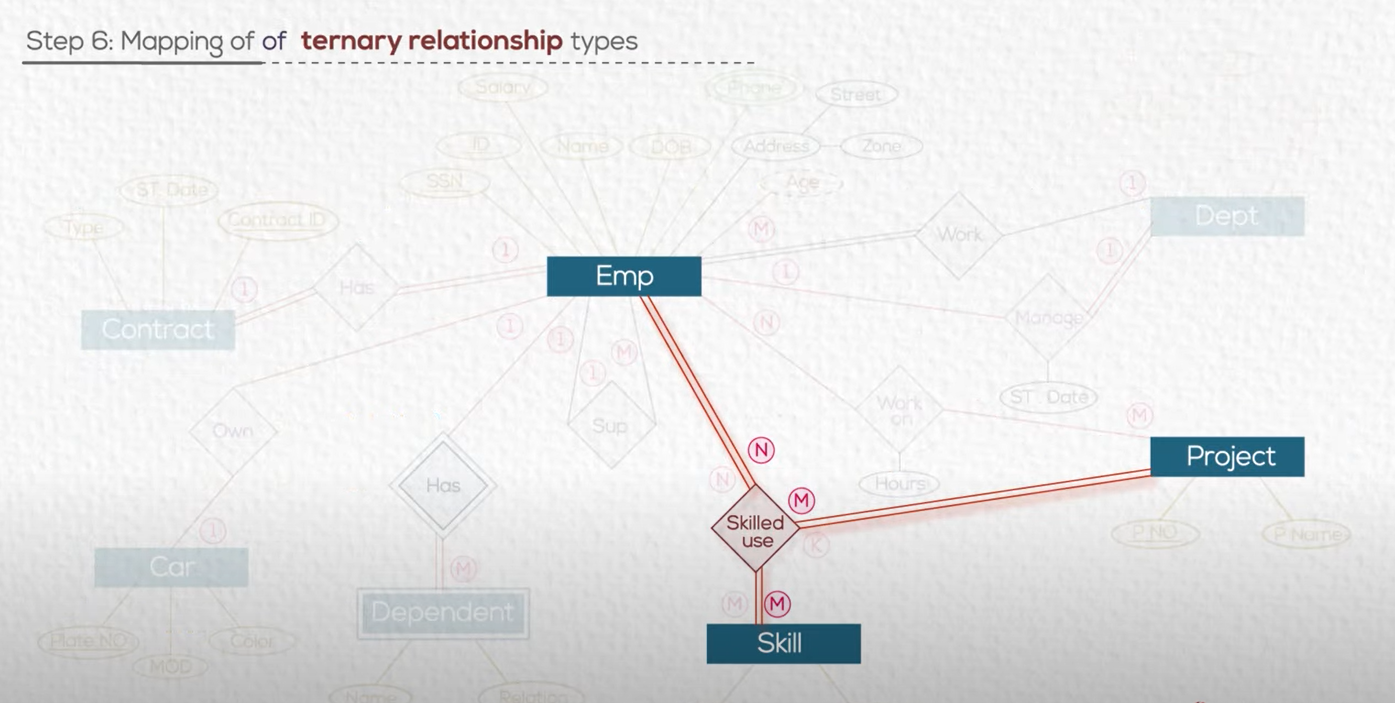 Step 6: Mapping of of ternary relationship types
Salary
Phone
Street
ID
Name
DOB
Address
Zone
SSN
Age
ST. Date
Type
Contract ID
1
M
Work
Dept
1
Emp
1
1
1
Has
1
Contract
N
Manage
1
1
M
1
Sup
Own
ST. Date
Work
on
M
N
Project
Hours
N
Has
M
Skilled
use
K
P.NO
P.Name
1
Car
M
M
M
Dependent
Skill
Plate NO.
Color
MOD
Name
Relation